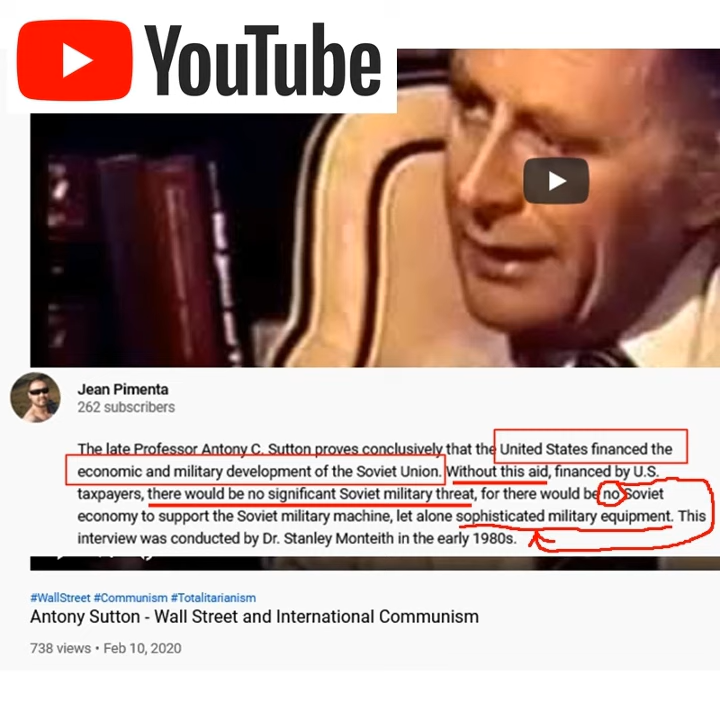 YouTube
Jean Pimenta
262 subscribers
The late Professor Antony C. Sutton proves conclusively that the United States financed the
economic and military development of the Soviet Union. Without this aid, financed by U.S.
taxpayers, there would be no significant Soviet military threat, for there would be no Soviet
economy to support the Soviet military machine, let alone sophisticated military equipment. This
interview was conducted by Dr. Stanley Monteith in the early 1980s.
#WallStreet #Communism #Totalitarianism
Antony Sutton - Wall Street and International Communism
738 views • Feb 10, 2020